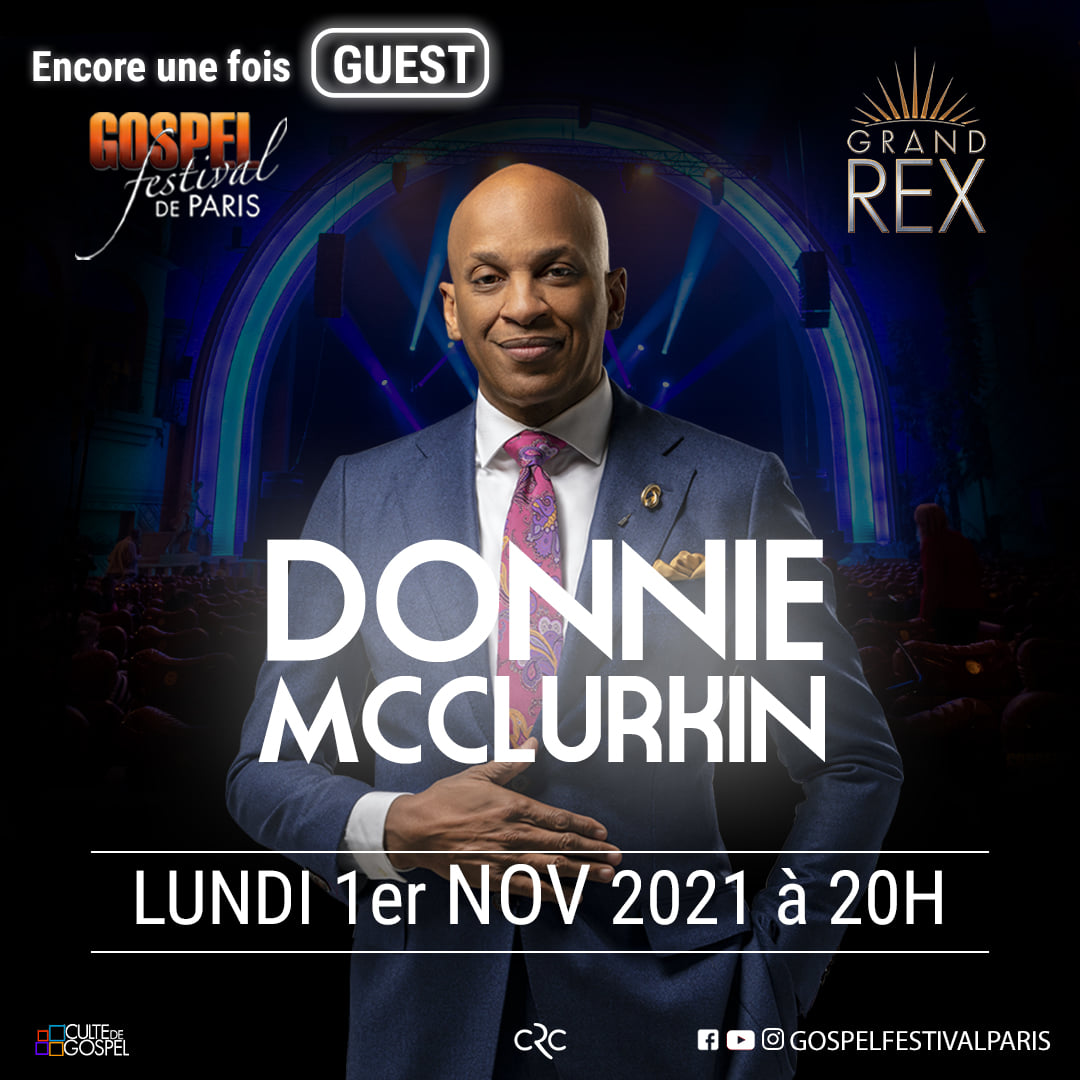 Encore une fois GUEST
GOSPEL
festival
DE PARIS
GRAND
REX
DONNIE
MCCLURKIN
LUNDI 1er NOV 2021 à 20H
CULTE DE
GOSPEL
CRC
GOSPELFESTIVALPARIS